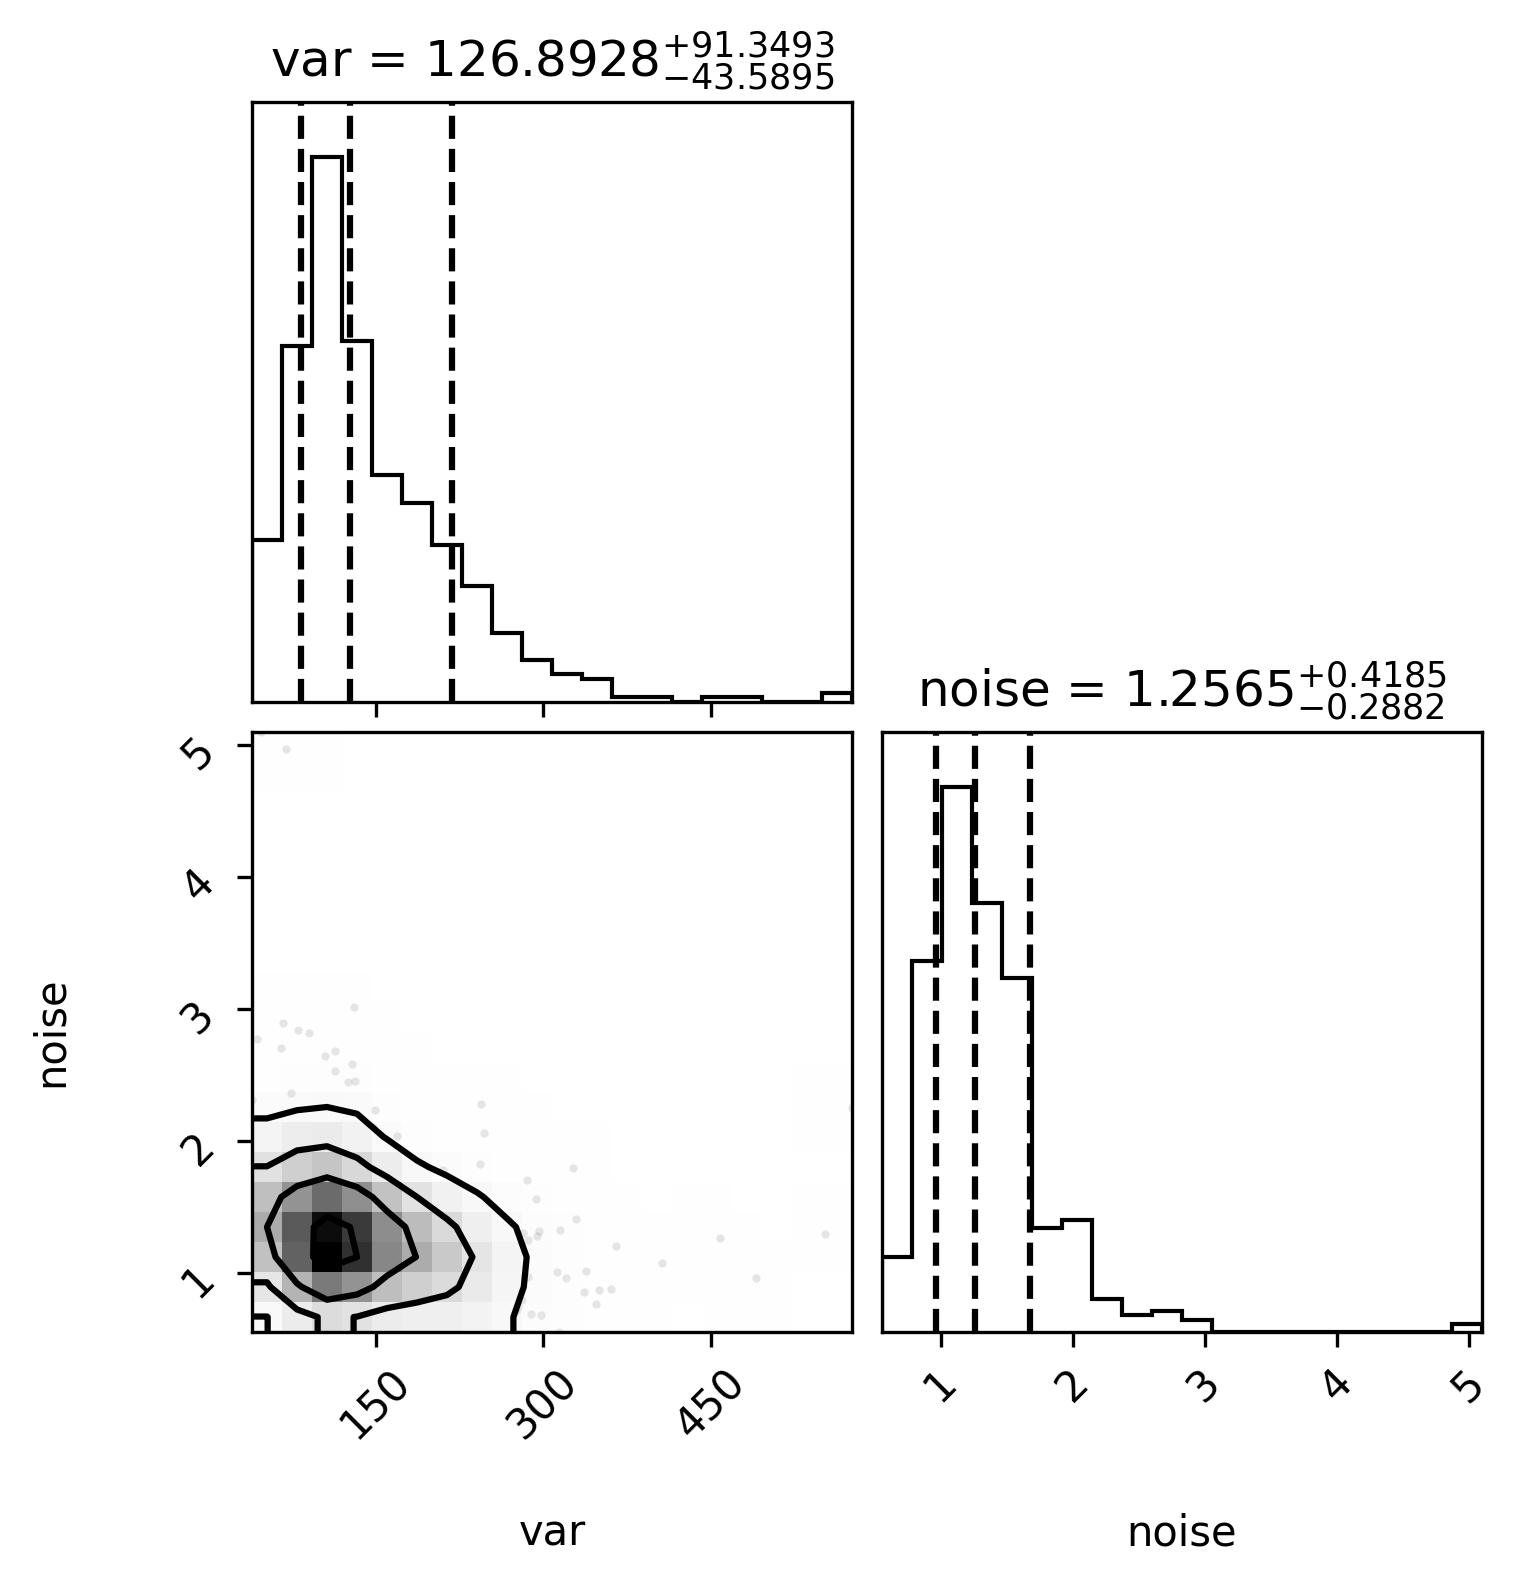 var = 126.8928+91.3493−43.5895
noise = 1.2565+0.4185−0.2882
5
4
3
2
1
noise
150 300 450
1 2 3 4 5
var noise